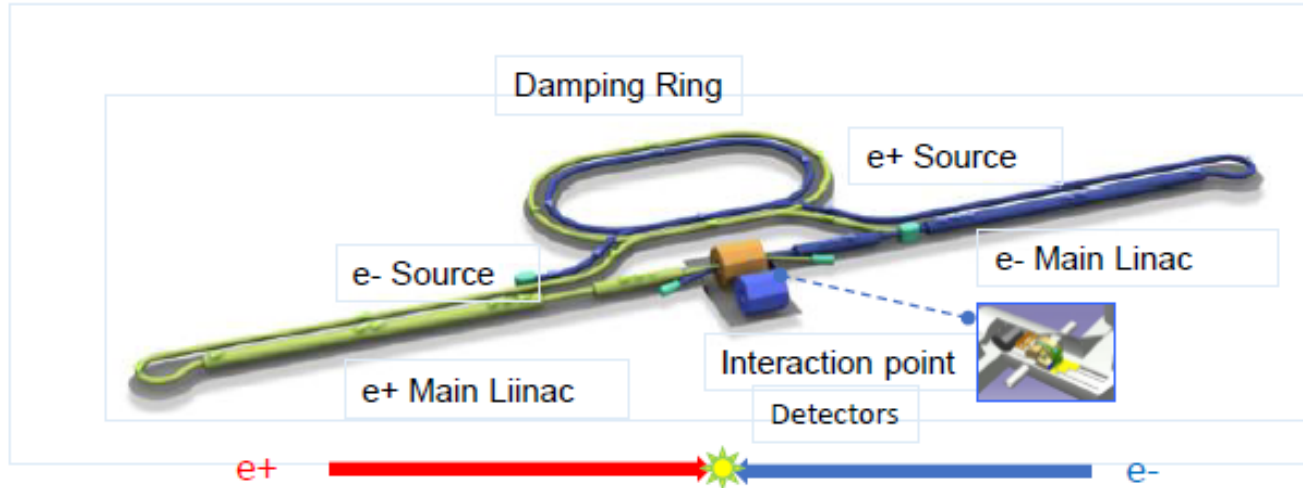 Damping Ring
e+ Source
e- Source
e- Main Linac
Interaction point
e+ Main Liinac
Detectors
e+
e-